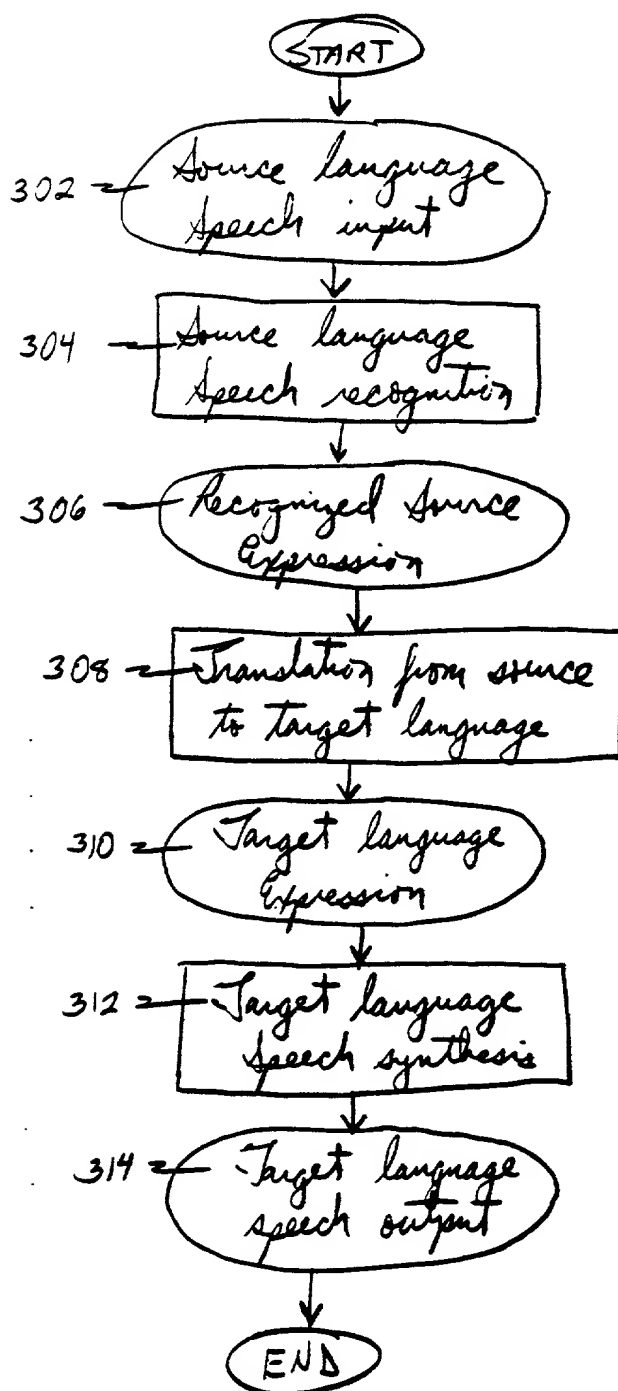 START
302 Source language
speech input
304 Source language
speech recognition
306 Recognized Source
Expression
308 Translation from source
to target language
310 Target language
Expression
312 Target language
speech synthesis
314 Target language
speech output
END